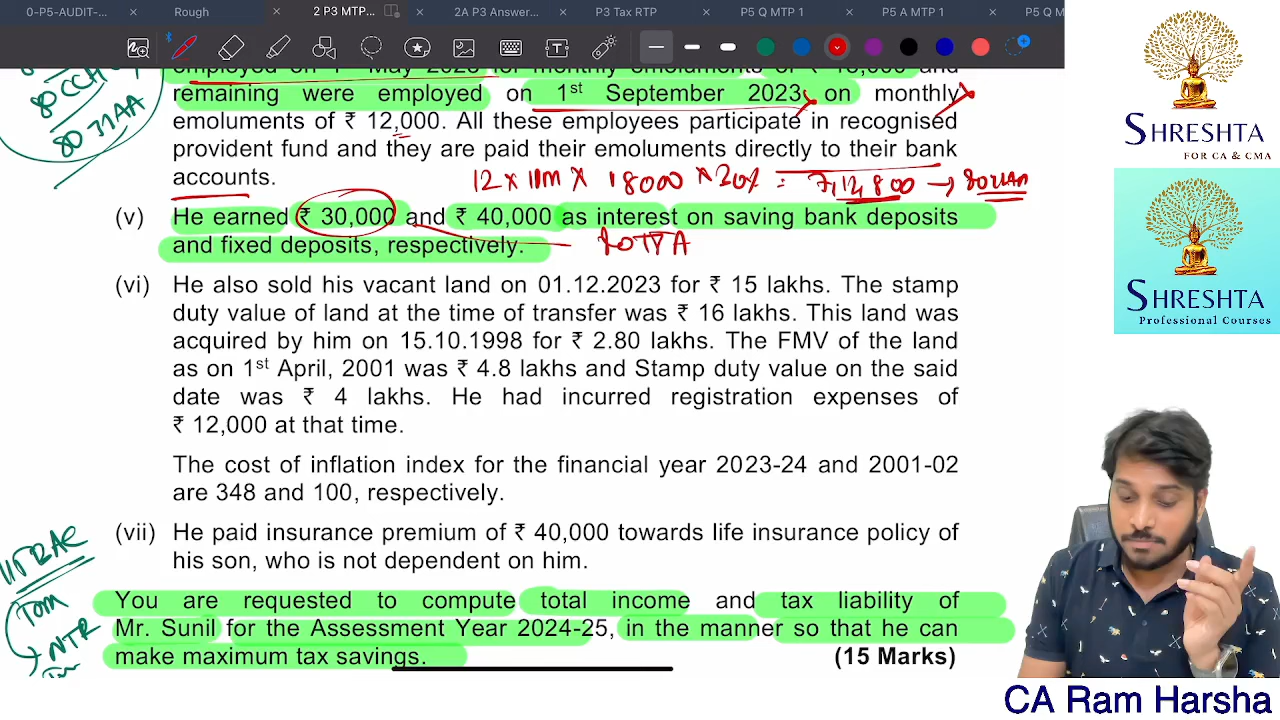 0-P5-AUDIT-
Rough
2 P3 MTP...
2A P3 Answer...
P3 Tax RTP
P5 Q MTP 1
P5 A MTP 1
P5 Q M
80 CCH
80 JJAA
remaining were employed on 1st September 2023, on monthly
emoluments of ₹ 12,000. All these employees participate in recognised
provident fund and they are paid their emoluments directly to their bank
accounts.
12 × 11m × 18000 × 30% = 7,12,800 → 80JJAA
(v) He earned ₹ 30,000 and ₹ 40,000 as interest on saving bank deposits
and fixed deposits, respectively.
80TTA
(vi) He also sold his vacant land on 01.12.2023 for ₹ 15 lakhs. The stamp
duty value of land at the time of transfer was ₹ 16 lakhs. This land was
acquired by him on 15.10.1998 for ₹ 2.80 lakhs. The FMV of the land
as on 1st April, 2001 was ₹ 4.8 lakhs and Stamp duty value on the said
date was ₹ 4 lakhs. He had incurred registration expenses of
₹ 12,000 at that time.
The cost of inflation index for the financial year 2023-24 and 2001-02
are 348 and 100, respectively.
(vii) He paid insurance premium of ₹ 40,000 towards life insurance policy of
his son, who is not dependent on him.
115BAC
NTR
You are requested to compute total income and tax liability of
Mr. Sunil for the Assessment Year 2024-25, in the manner so that he can
make maximum tax savings. (15 Marks)
SHRESHTA
FOR CA & CMA
SHRESHTA
Professional Courses
CA Ram Harsha